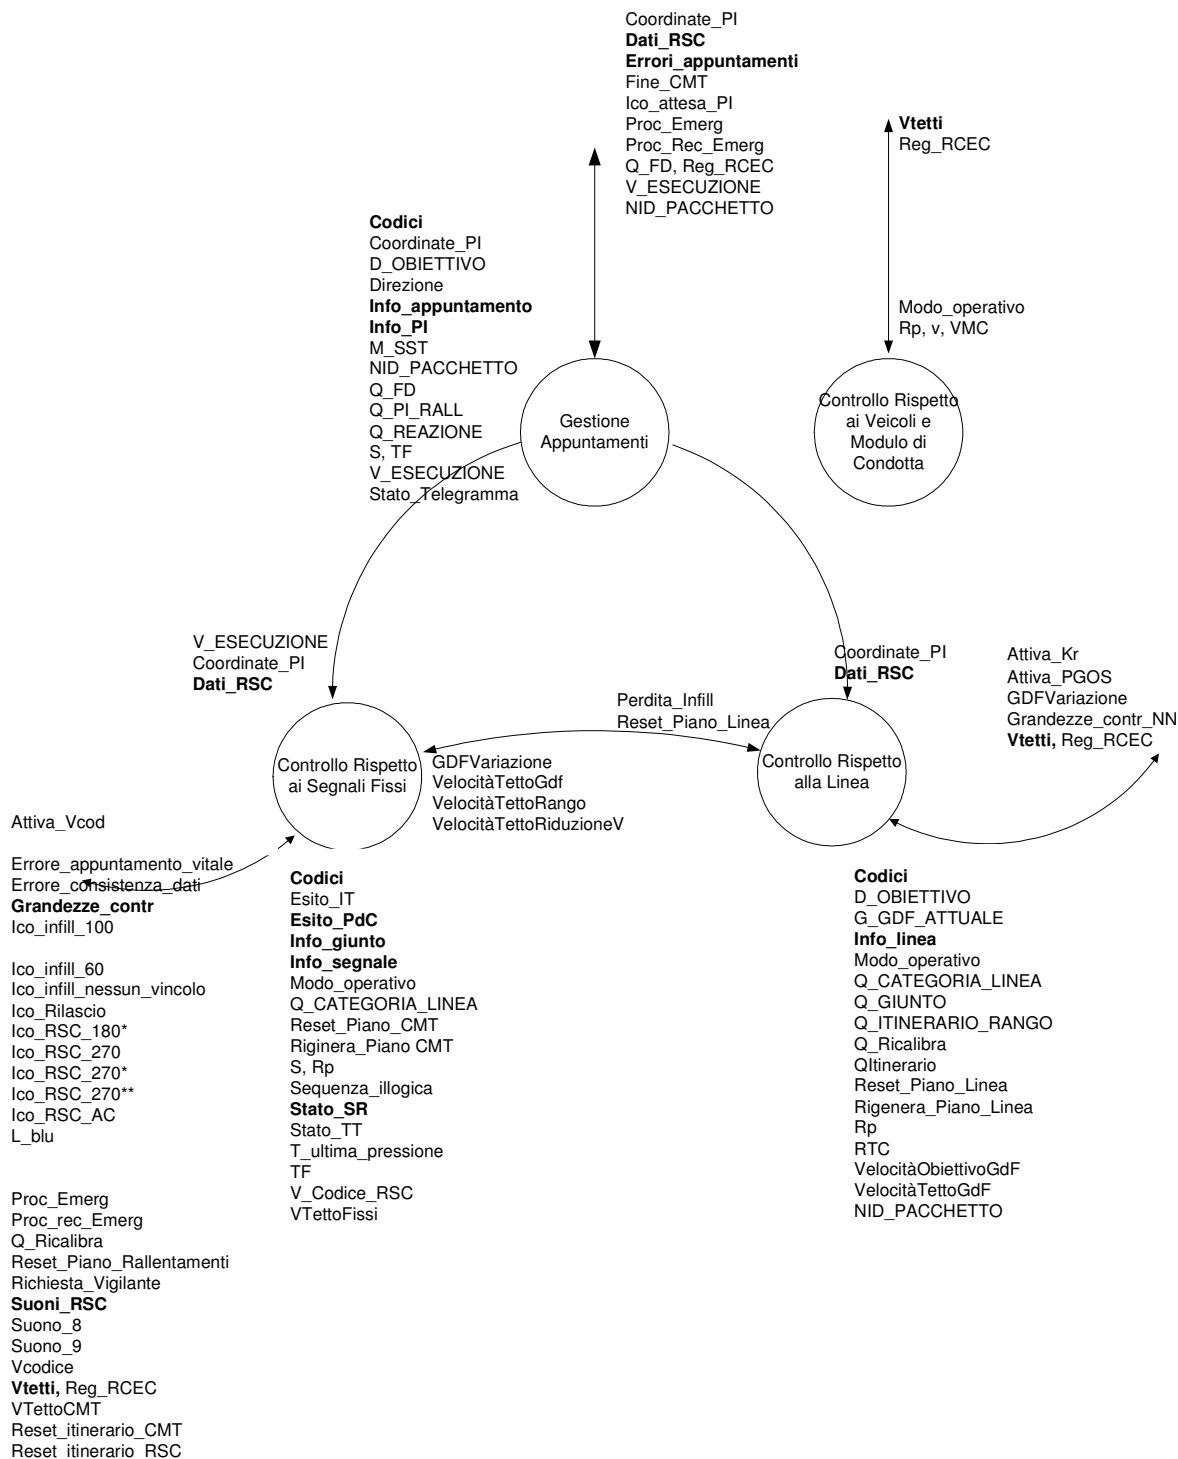 Coordinate_PI
Dati_RSC
Errori_appuntamenti
Fine_CMT
Ico_attesa_PI
Proc_Emerg
Proc_Rec_Emerg
Q_FD, Reg_RCEC
V_ESECUZIONE
NID_PACCHETTO
Vtetti
Reg_RCEC
Codici
Coordinate_PI
D_OBIETTIVO
Direzione
Info_appuntamento
Info_PI
M_SST
NID_PACCHETTO
Q_FD
Q_PI_RALL
Q_REAZIONE
S, TF
V_ESECUZIONE
Stato_Telegramma
Modo_operativo
Rp, v, VMC
Gestione
Appuntamenti
Controllo Rispetto
ai Veicoli e
Modulo di
Condotta
V_ESECUZIONE
Coordinate_PI
Dati_RSC
Coordinate_PI
Dati_RSC
Attiva_Kr
Attiva_PGOS
GDFVariazione
Grandezze_contr_NN
Vtetti, Reg_RCEC
Perdita_Infill
Reset_Piano_Linea
Controllo Rispetto
ai Segnali Fissi
GDFVariazione
VelocitàTettoGdf
VelocitàTettoRango
VelocitàTettoRiduzioneV
Controllo Rispetto
alla Linea
Attiva_Vcod
Errore_appuntamento_vitale
Errore_consistenza_dati
Grandezze_contr
Ico_infill_100
Ico_infill_60
Ico_infill_nessun_vincolo
Ico_Rilascio
Ico_RSC_180*
Ico_RSC_270
Ico_RSC_270*
Ico_RSC_270**
Ico_RSC_AC
L_blu
Proc_Emerg
Proc_rec_Emerg
Q_Ricalibra
Reset_Piano_Rallentamenti
Richiesta_Vigilante
Suoni_RSC
Suono_8
Suono_9
Vcodice
Vtetti, Reg_RCEC
VTettoCMT
Reset_itinerario_CMT
Reset_itinerario_RSC
Codici
Esito_IT
Esito_PdC
Info_giunto
Info_segnale
Modo_operativo
Q_CATEGORIA_LINEA
Reset_Piano_CMT
Riginera_Piano CMT
S, Rp
Sequenza_illogica
Stato_SR
Stato_TT
T_ultima_pressione
TF
V_Codice_RSC
VTettoFissi
Codici
D_OBIETTIVO
G_GDF_ATTUALE
Info_linea
Modo_operativo
Q_CATEGORIA_LINEA
Q_GIUNTO
Q_ITINERARIO_RANGO
Q_Ricalibra
QItinerario
Reset_Piano_Linea
Rigenera_Piano_Linea
Rp
RTC
VelocitàObiettivoGdF
VelocitàTettoGdF
NID_PACCHETTO